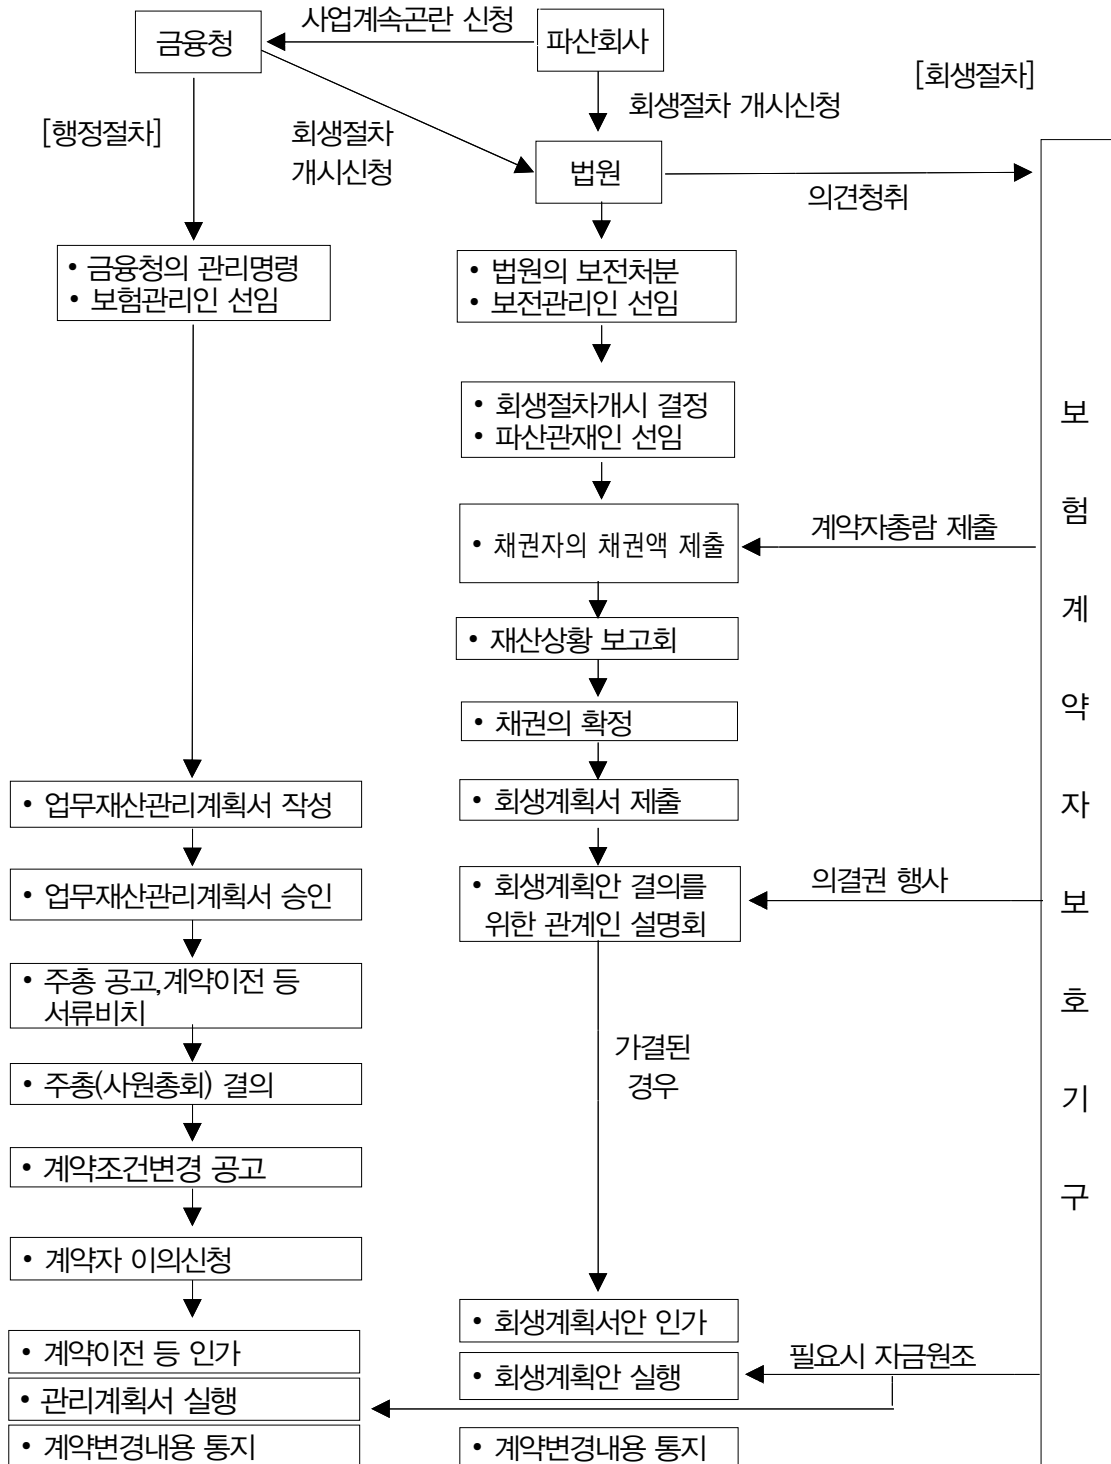 사업계속곤란 신청
금융청
파산회사
[회생절차]
회생절차 개시신청
[행정절차]
회생절차
개시신청
법원
의견청취
• 금융청의 관리명령
• 보험관리인 선임
• 법원의 보전처분
• 보전관리인 선임
• 회생절차개시 결정
• 파산관재인 선임
• 채권자의 채권액 제출
계약자총람 제출
• 재산상황 보고회
• 채권의 확정
• 업무재산관리계획서 작성
• 회생계획서 제출
• 업무재산관리계획서 승인
• 회생계획안 결의를
위한 관계인 설명회
의결권 행사
• 주총 공고,계약이전 등
서류비치
가결된
경우
• 주총(사원총회) 결의
• 계약조건변경 공고
• 계약자 이의신청
• 회생계획서안 인가
• 계약이전 등 인가
• 회생계획안 실행
필요시 자금원조
• 관리계획서 실행
• 계약변경내용 통지
• 계약변경내용 통지
보
험
계
약
자
보
호
기
구